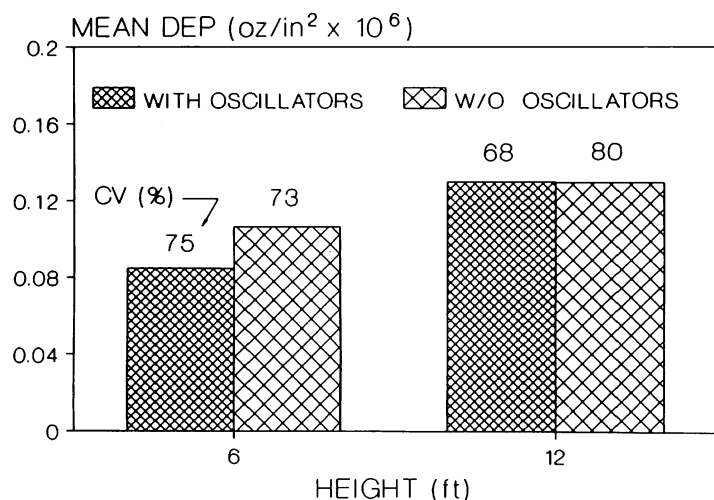 MEAN DEP (oz/in² x 10⁶)
0.2
WITH OSCILLATORS W/O OSCILLATORS
0.16
68 80
0.12
CV (%)
73
75
0.08
0.04
0
6 12
HEIGHT (ft)